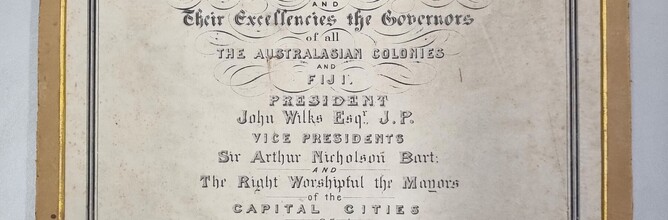 AND
Their Excellencies the Governors
of all
THE AUSTRALASIAN COLONIES
AND
FIJI.
PRESIDENT
John Wilks Esqr. J.P.
VICE PRESIDENTS
Sir Arthur Nicholson Bart:
AND
The Right Worshipful the Mayors
of the
CAPITAL CITIES